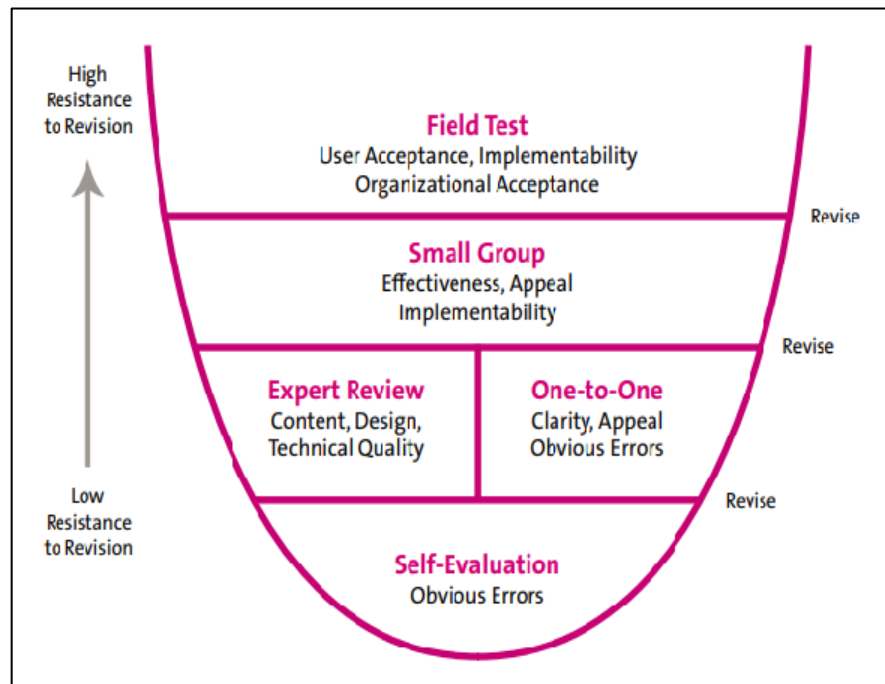 High
Resistance
to Revision
Field Test
User Acceptance, Implementability
Organizational Acceptance
Revise
Small Group
Effectiveness, Appeal
Implementability
Revise
Expert Review
Content, Design,
Technical Quality
One-to-One
Clarity, Appeal
Obvious Errors
Low
Resistance
to Revision
Revise
Self-Evaluation
Obvious Errors